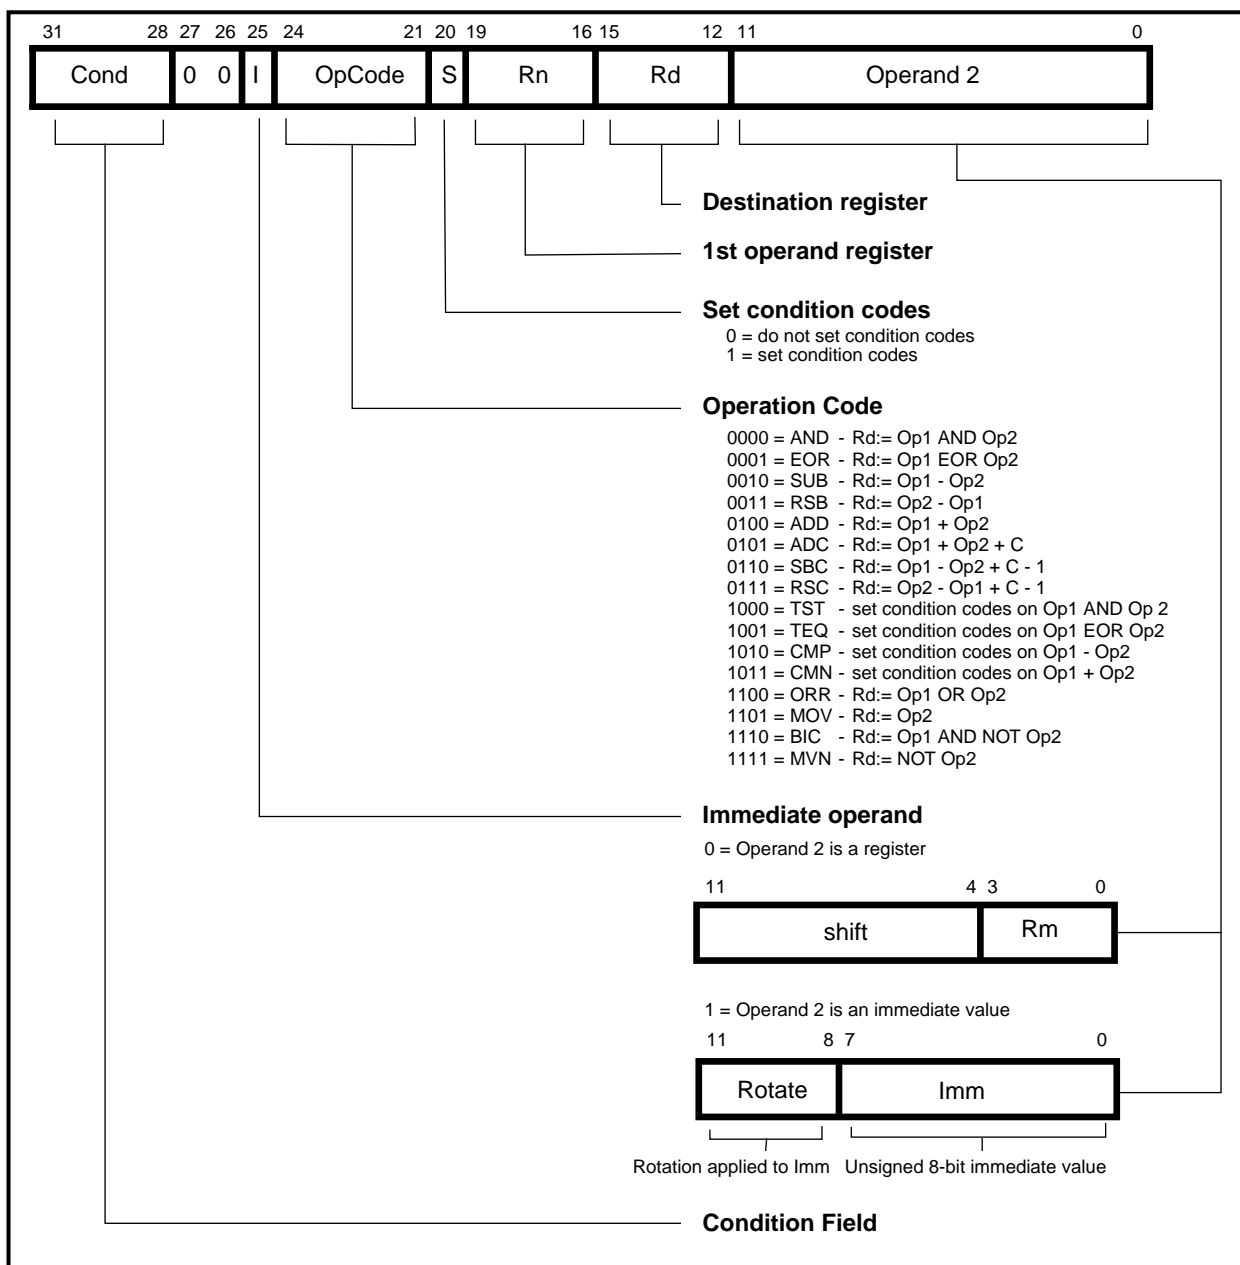 31 28 27 26 25 24 21 20 19 16 15 12 11 0
Cond 0 0 I OpCode S Rn Rd Operand 2
Destination register
1st operand register
Set condition codes
0 = do not set condition codes
1 = set condition codes
Operation Code
0000 = AND - Rd:= Op1 AND Op2
0001 = EOR - Rd:= Op1 EOR Op2
0010 = SUB - Rd:= Op1 - Op2
0011 = RSB - Rd:= Op2 - Op1
0100 = ADD - Rd:= Op1 + Op2
0101 = ADC - Rd:= Op1 + Op2 + C
0110 = SBC - Rd:= Op1 - Op2 + C - 1
0111 = RSC - Rd:= Op2 - Op1 + C - 1
1000 = TST - set condition codes on Op1 AND Op 2
1001 = TEQ - set condition codes on Op1 EOR Op2
1010 = CMP - set condition codes on Op1 - Op2
1011 = CMN - set condition codes on Op1 + Op2
1100 = ORR - Rd:= Op1 OR Op2
1101 = MOV - Rd:= Op2
1110 = BIC - Rd:= Op1 AND NOT Op2
1111 = MVN - Rd:= NOT Op2
Immediate operand
0 = Operand 2 is a register
11 4 3 0
shift Rm
1 = Operand 2 is an immediate value
11 8 7 0
Rotate Imm
Rotation applied to Imm Unsigned 8-bit immediate value
Condition Field